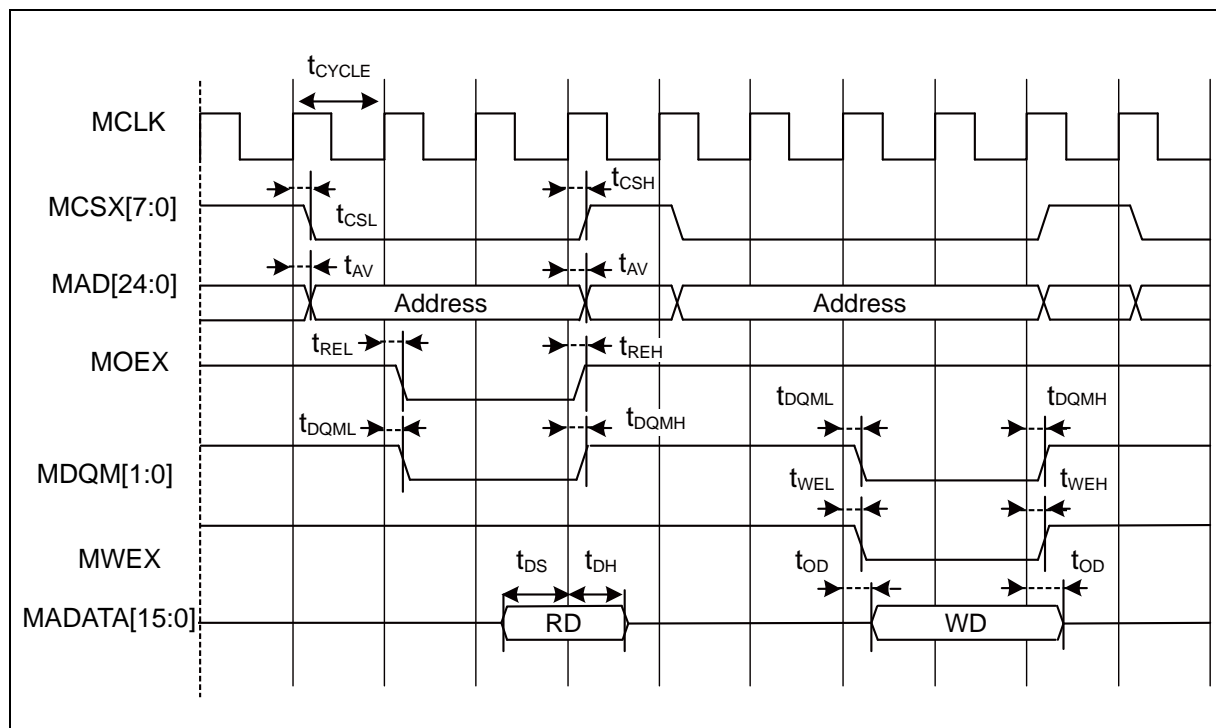 tCYCLE
MCLK
tCSH
MCSX[7:0]
tCSL
tAV
tAV
MAD[24:0]
Address
Address
tREL
tREH
MOEX
tDQML
tDQMH
tDQML
tDQMH
MDQM[1:0]
tWEL
tWEH
MWEX
tDS
tDH
tOD
tOD
MADATA[15:0]
RD
WD